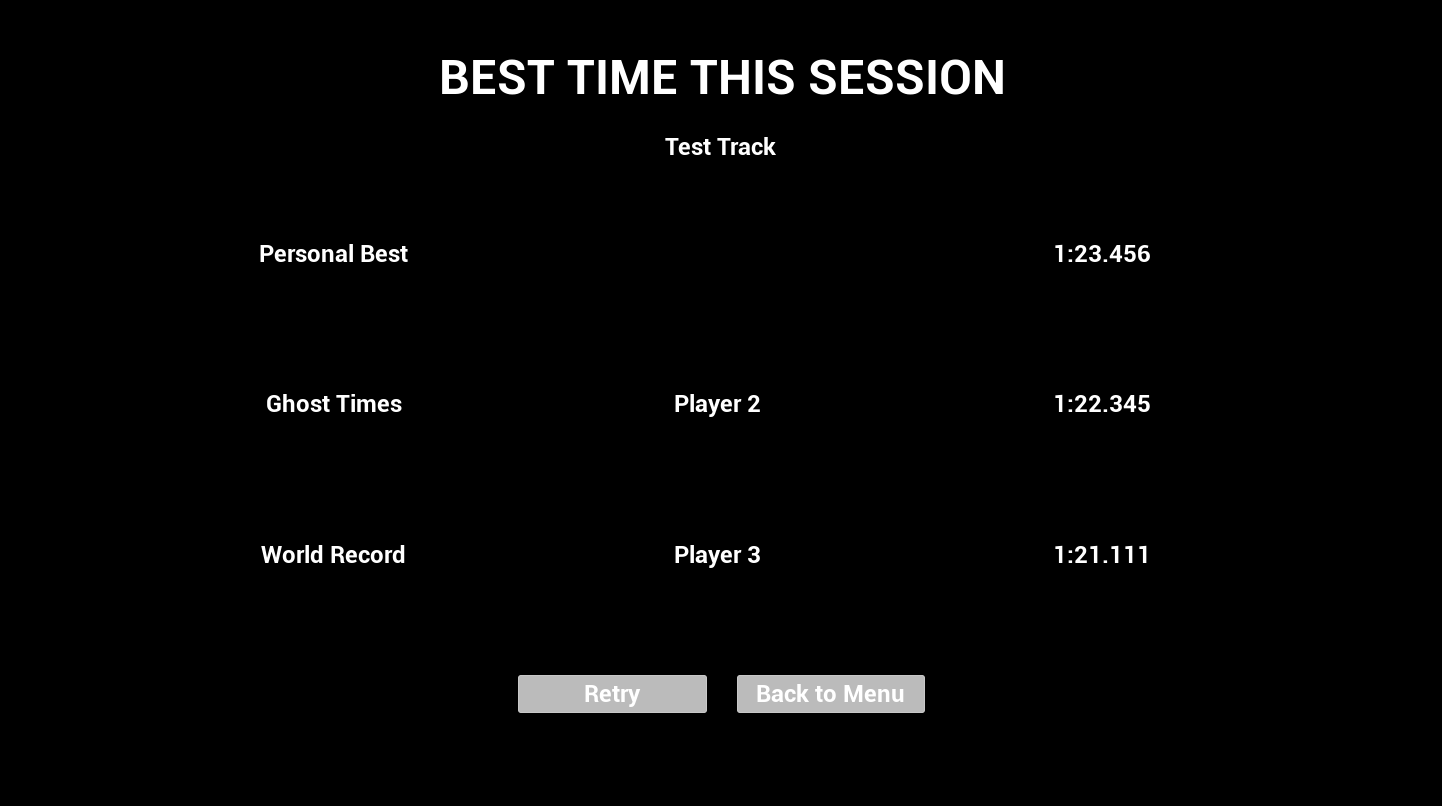 BEST TIME THIS SESSION
Test Track
Personal Best 1:23.456
Ghost Times Player 2 1:22.345
World Record Player 3 1:21.111
Retry Back to Menu